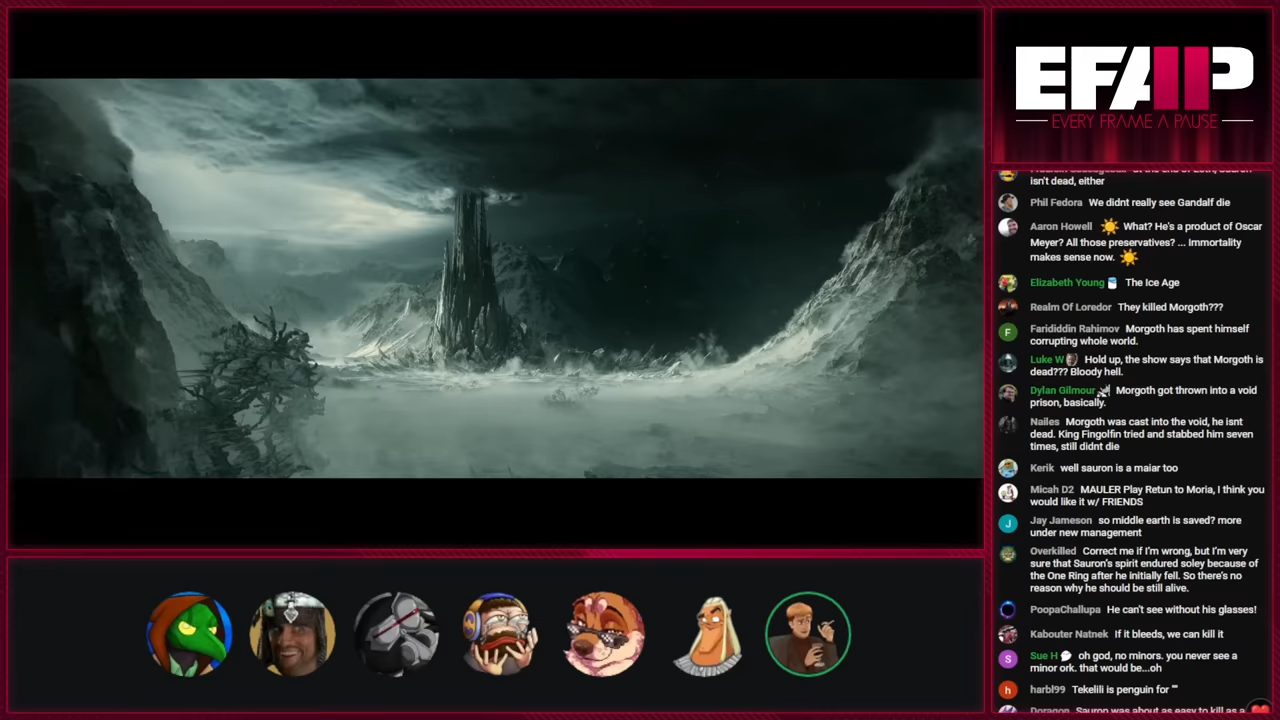 EFAP
EVERY FRAME A PAUSE
isn't dead, either
Phil Fedora We didnt really see Gandalf die
Aaron Howell ☀️ What? He's a product of Oscar
Meyer? All those preservatives? ... Immortality
makes sense now. ☀️
Elizabeth Young The Ice Age
Realm Of Loredor They killed Morgoth???
F
Farididdin Rahimov Morgoth has spent himself
corrupting whole world.
Luke W Hold up, the show says that Morgoth is
dead??? Bloody hell.
Dylan Gilmour Morgoth got thrown into a void
prison, basically.
Nailes Morgoth was cast into the void, he isnt
dead. King Fingolfin tried and stabbed him seven
times, still didnt die
Kerik well sauron is a maiar too
Micah D2 MAULER Play Retun to Moria, I think you
would like it w/ FRIENDS
J
Jay Jameson so middle earth is saved? more
under new management
Overkilled Correct me if I'm wrong, but I'm very
sure that Sauron's spirit endured soley because of
the One Ring after he initially fell. So there's no
reason why he should be still alive.
PoopaChallupa He can't see without his glasses!
Kabouter Natnek If it bleeds, we can kill it
S
Sue H oh god, no minors. you never see a
minor ork. that would be...oh
h
harbl99 Tekelili is penguin for ""
Doragon Sauron was about as easy to kill as a